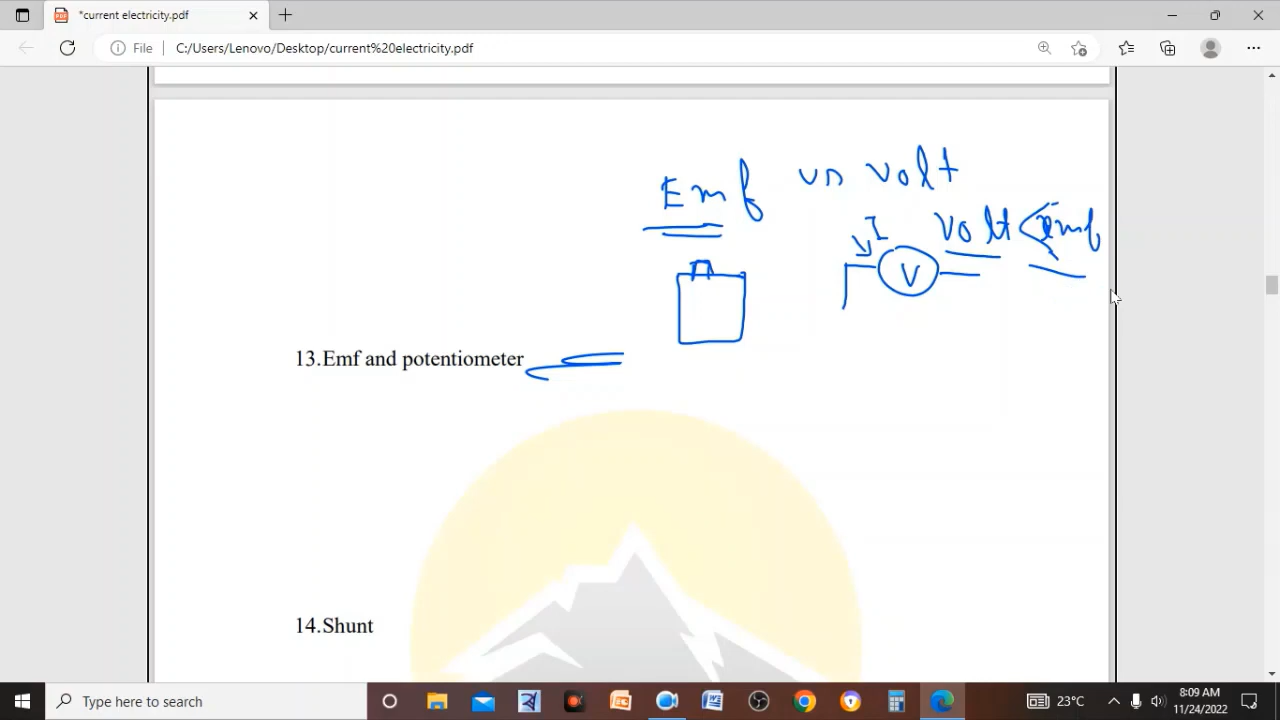 *current electricity.pdf
File
C:/Users/Lenovo/Desktop/current%20electricity.pdf
Emf vs volt
I
volt < emf
V
13.Emf and potentiometer
14.Shunt
Type here to search
23°C
8:09 AM
11/24/2022